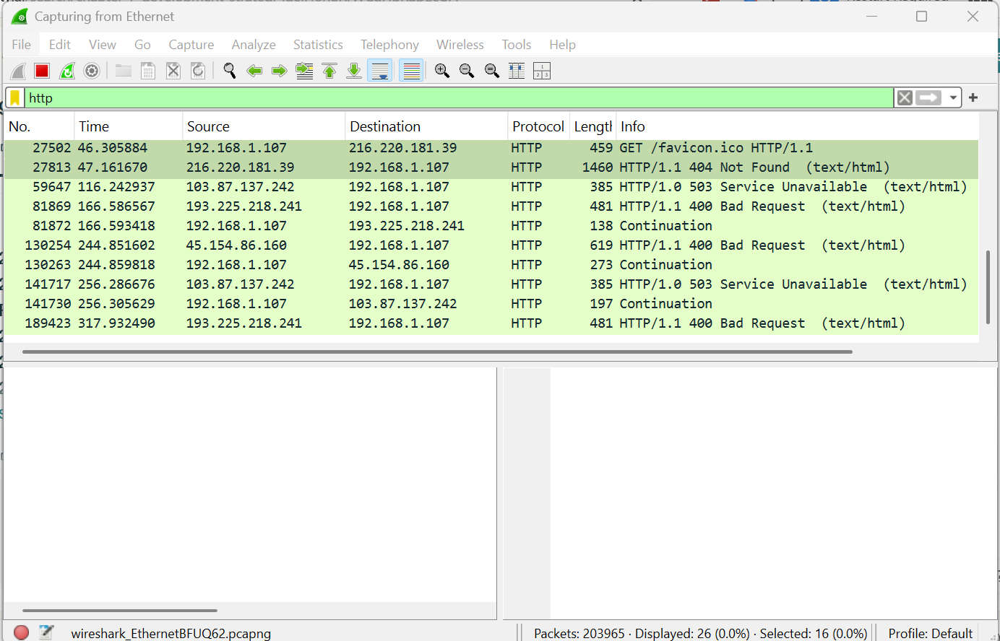 Capturing from Ethernet
File Edit View Go Capture Analyze Statistics Telephony Wireless Tools Help
http
No. Time Source Destination Protocol Length Info
27502 46.305884 192.168.1.107 216.220.181.39 HTTP 459 GET /favicon.ico HTTP/1.1
27813 47.161670 216.220.181.39 192.168.1.107 HTTP 1460 HTTP/1.1 404 Not Found (text/html)
59647 116.242937 103.87.137.242 192.168.1.107 HTTP 385 HTTP/1.0 503 Service Unavailable (text/html)
81869 166.586567 193.225.218.241 192.168.1.107 HTTP 481 HTTP/1.1 400 Bad Request (text/html)
81872 166.593418 192.168.1.107 193.225.218.241 HTTP 138 Continuation
130254 244.851602 45.154.86.160 192.168.1.107 HTTP 619 HTTP/1.1 400 Bad Request (text/html)
130263 244.859818 192.168.1.107 45.154.86.160 HTTP 273 Continuation
141717 256.286676 103.87.137.242 192.168.1.107 HTTP 385 HTTP/1.0 503 Service Unavailable (text/html)
141730 256.305629 192.168.1.107 103.87.137.242 HTTP 197 Continuation
189423 317.932490 193.225.218.241 192.168.1.107 HTTP 481 HTTP/1.1 400 Bad Request (text/html)
wireshark_EthernetBFUQ62.pcapng Packets: 203965 · Displayed: 26 (0.0%) · Selected: 16 (0.0%) Profile: Default